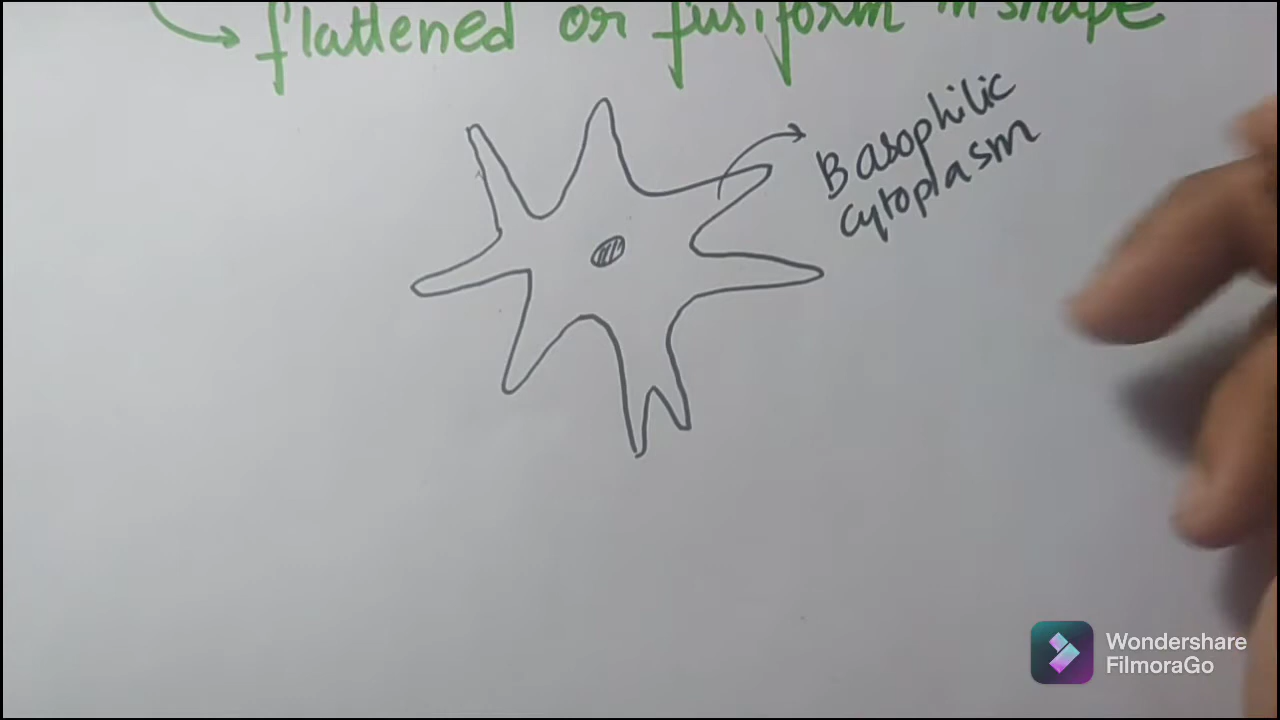 flattened or fusiform in shape
Basophilic
cytoplasm
Wondershare
FilmoraGo